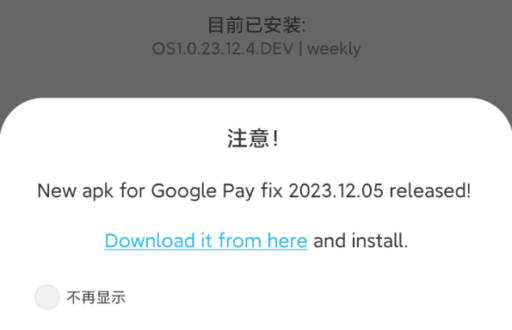 目前已安装:
OS1.0.23.12.4.DEV | weekly
注意！
New apk for Google Pay fix 2023.12.05 released!
Download it from here and install.
不再显示